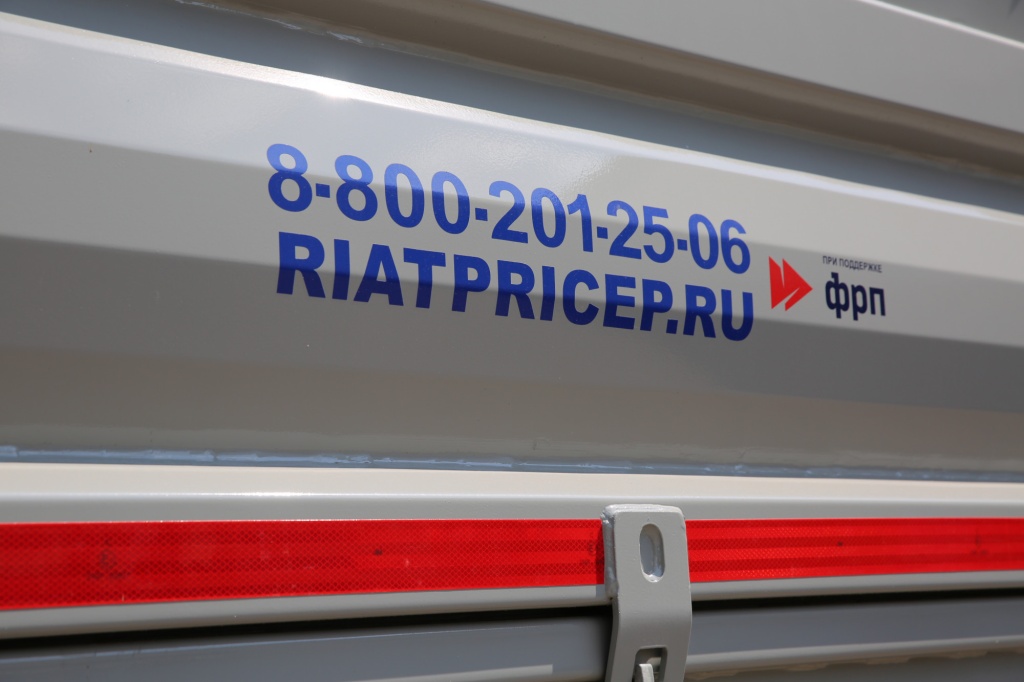 8-800-201-25-06
RIATPRICEP.RU
ПРИ ПОДДЕРЖКЕ
фрп